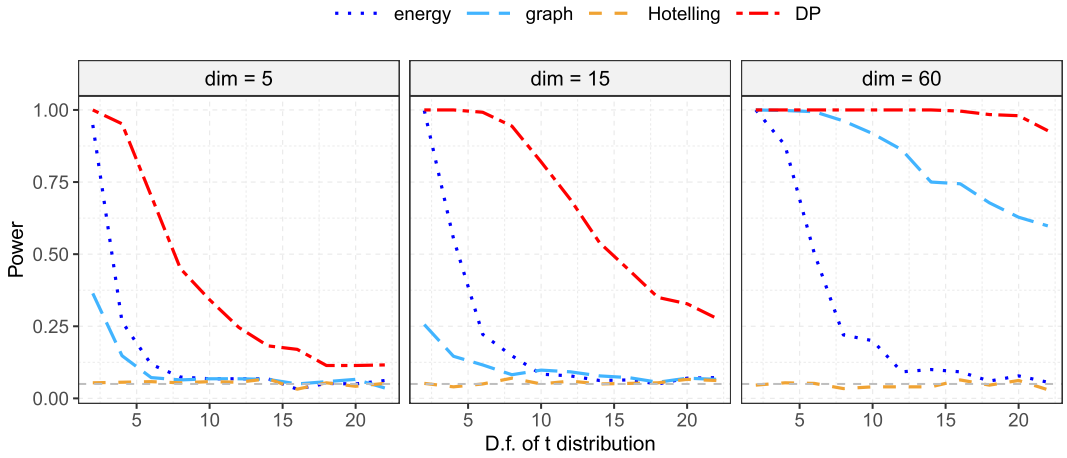 energy graph Hotelling DP
dim = 5 dim = 15 dim = 60
1.00
0.75
0.50
0.25
0.00
Power
5 10 15 20 5 10 15 20 5 10 15 20
D.f. of t distribution